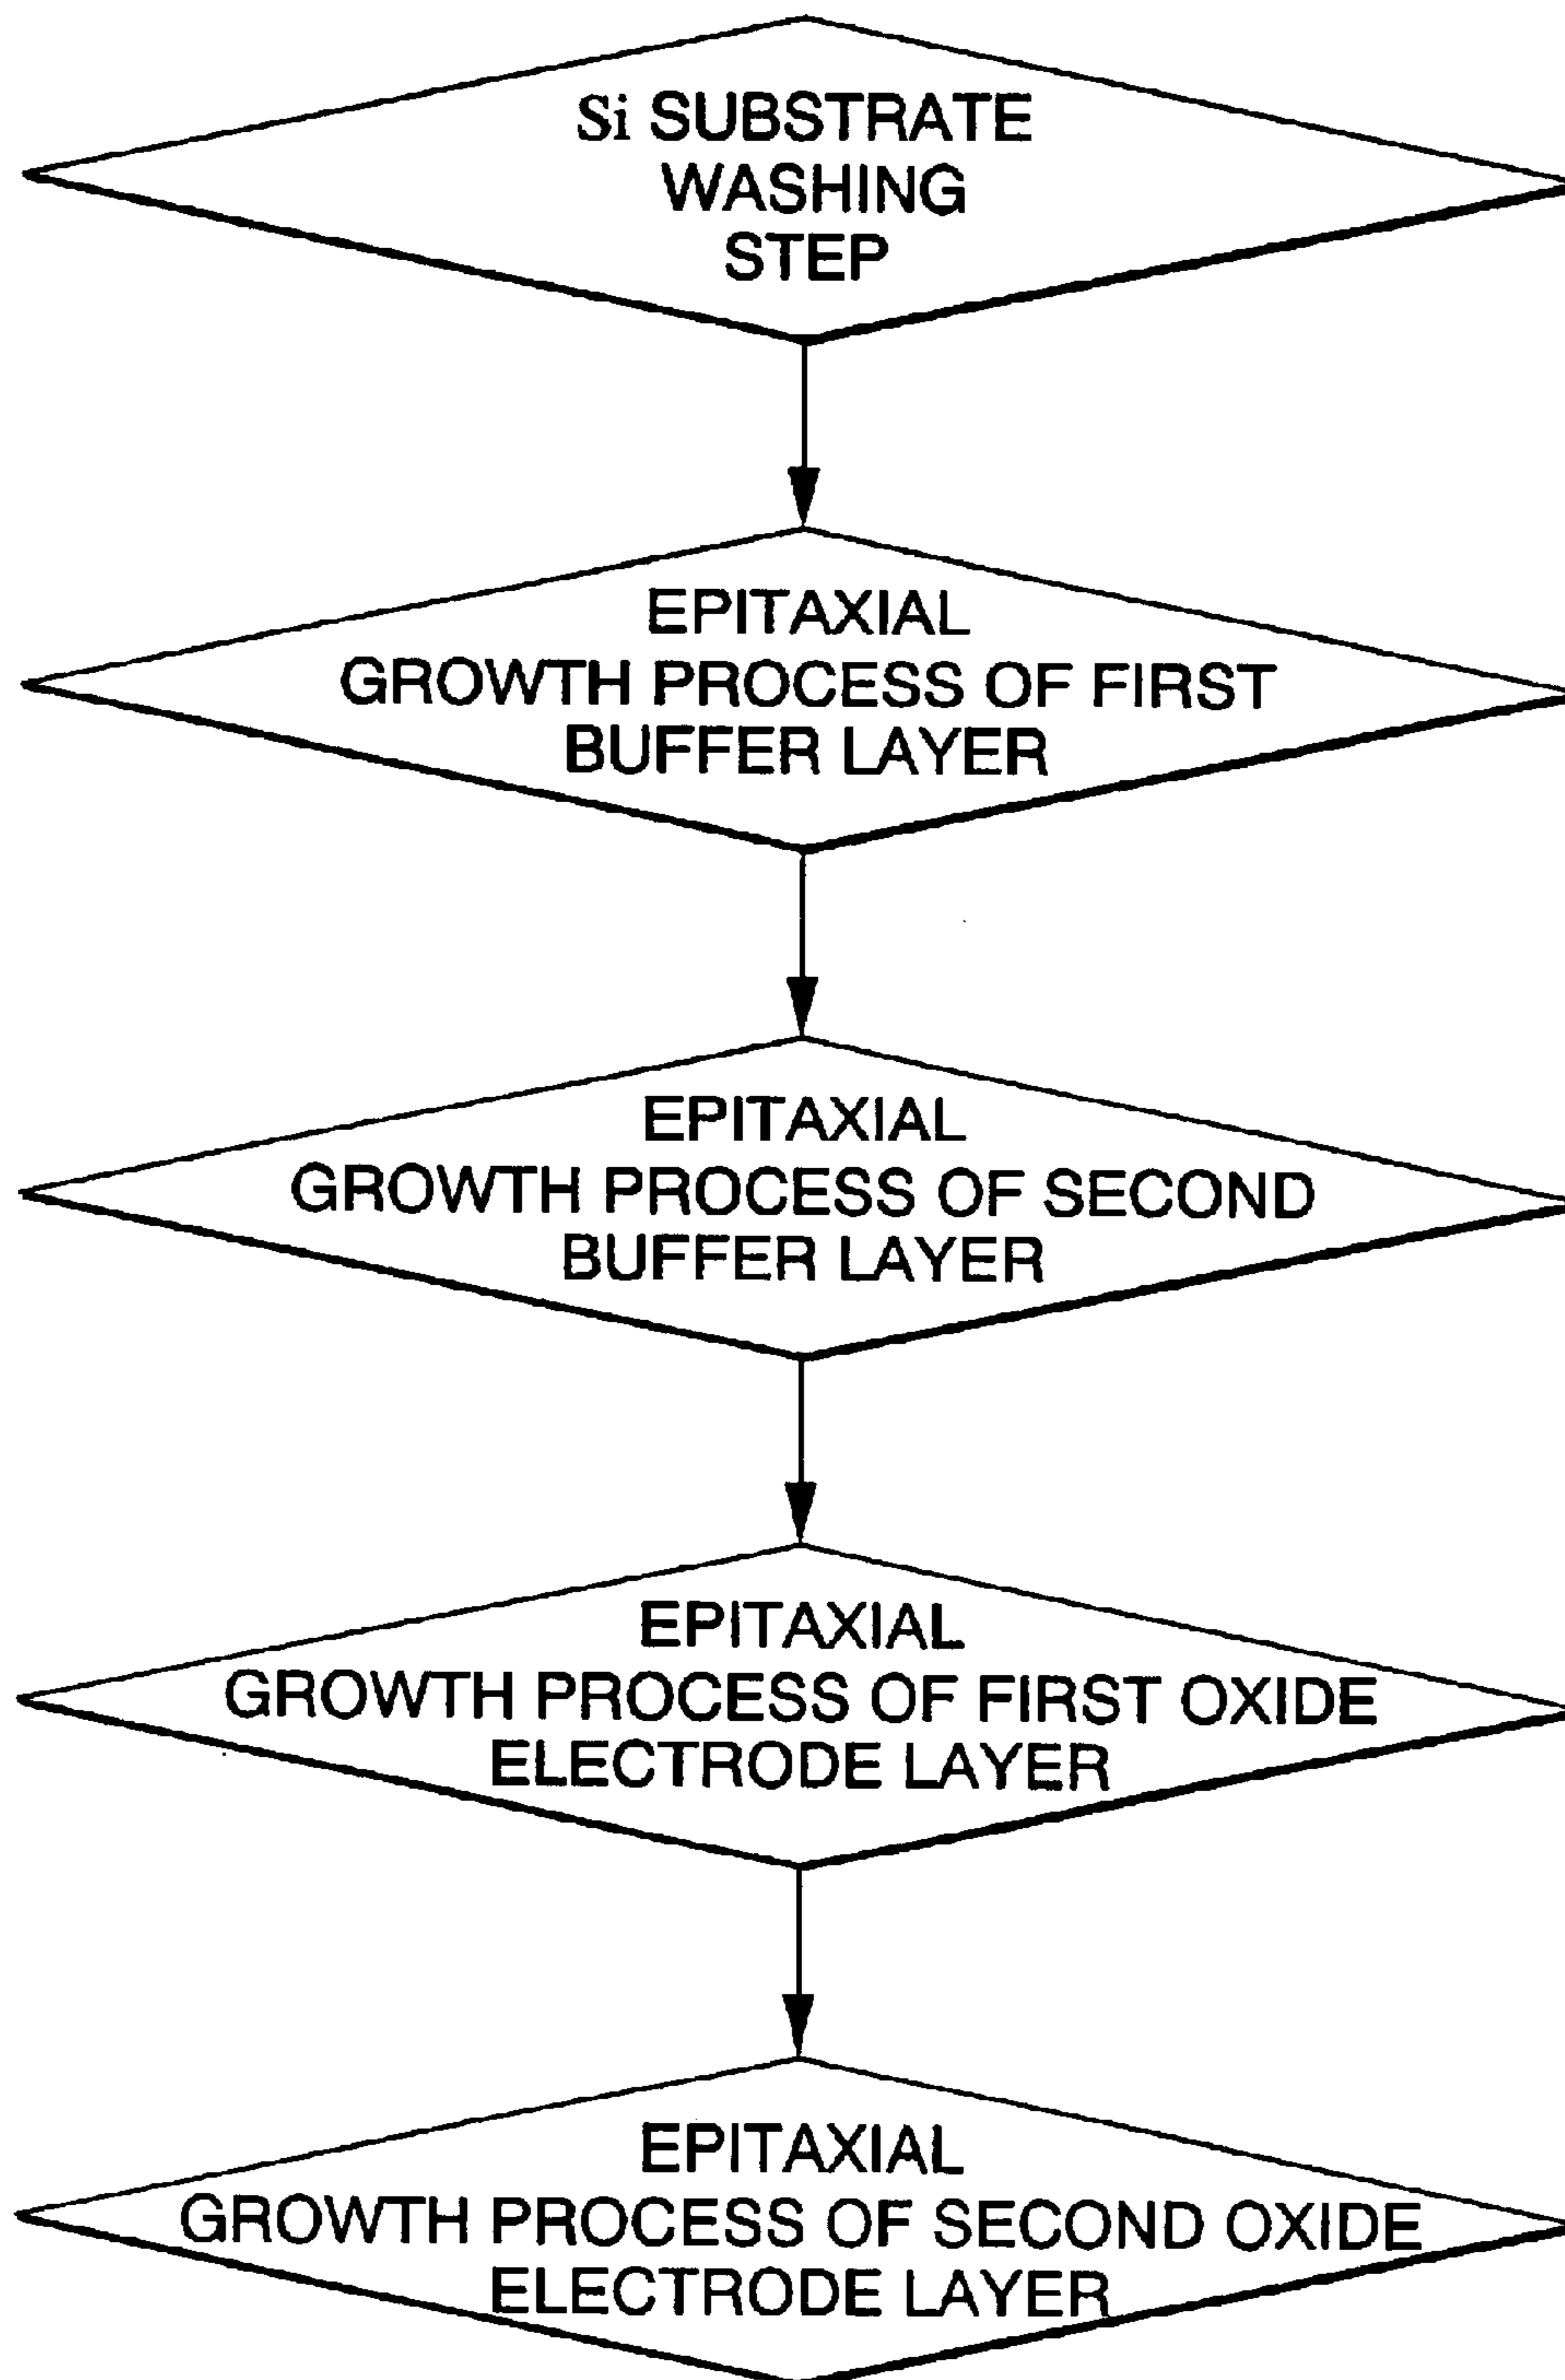 Si SUBSTRATE
WASHING
STEP
EPITAXIAL
GROWTH PROCESS OF FIRST
BUFFER LAYER
EPITAXIAL
GROWTH PROCESS OF SECOND
BUFFER LAYER
EPITAXIAL
GROWTH PROCESS OF FIRST OXIDE
ELECTRODE LAYER
EPITAXIAL
GROWTH PROCESS OF SECOND OXIDE
ELECTRODE LAYER